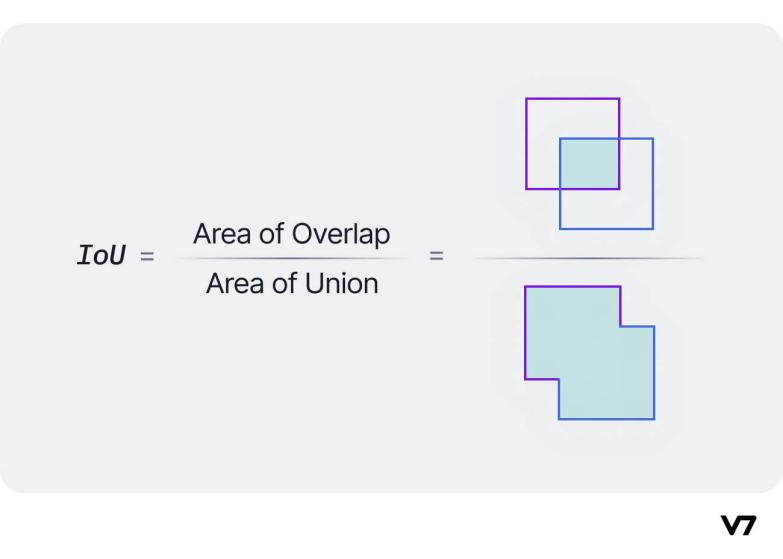 IoU = Area of Overlap =
Area of Union
V7